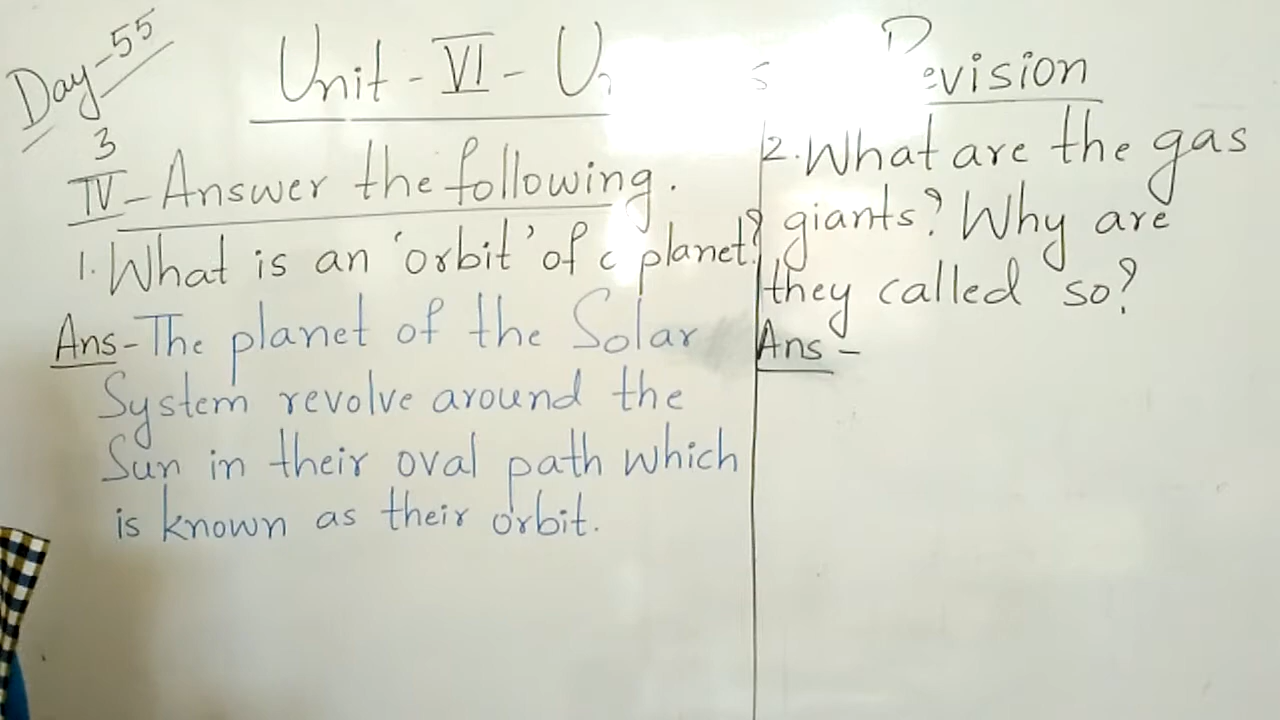 Day-55
Unit - VI -
evision
3
IV - Answer the following.
1. What is an 'orbit' of planet?
Ans - The planet of the Solar
System revolve around the
Sun in their oval path which
is known as their orbit.
2. What are the gas
giants? Why are
they called so?
Ans -